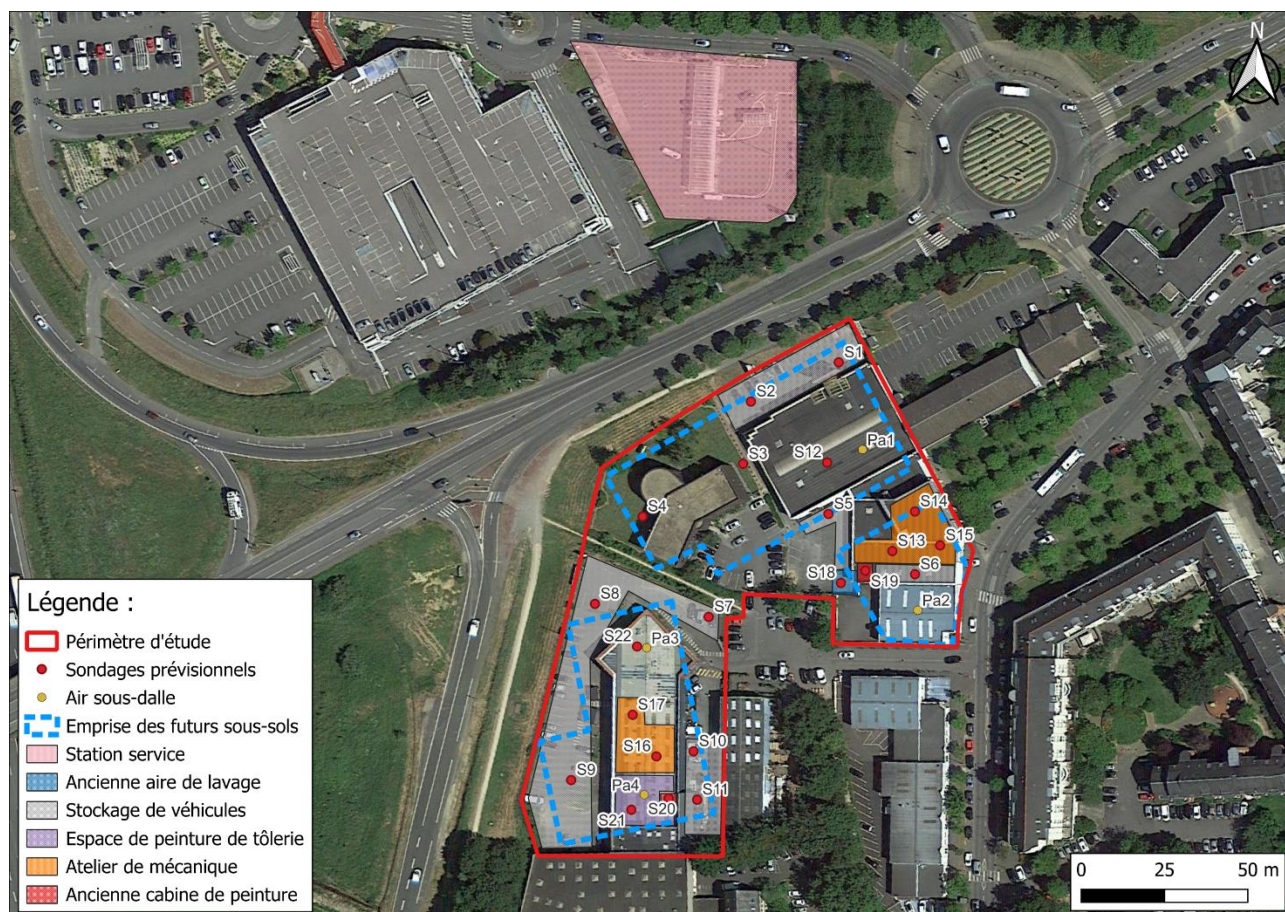 N
S1
S2
Pa1
S12
S3
S4
S5
S14
S13
S15
S6
S18
S19
Pa2
S8
S7
S22
Pa3
S17
S16
S10
S9
Pa4
S20
S21
S11
Légende :
Périmètre d'étude
Sondages prévisionnels
Air sous-dalle
Emprise des futurs sous-sols
Station service
Ancienne aire de lavage
Stockage de véhicules
Espace de peinture de tôlerie
Atelier de mécanique
Ancienne cabine de peinture
0 25 50 m